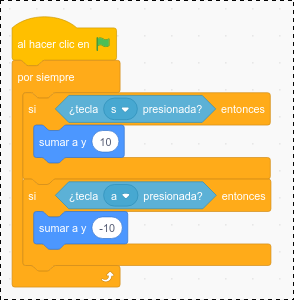 al hacer clic en
por siempre
si ¿tecla s presionada? entonces
sumar a y 10
si ¿tecla a presionada? entonces
sumar a y -10